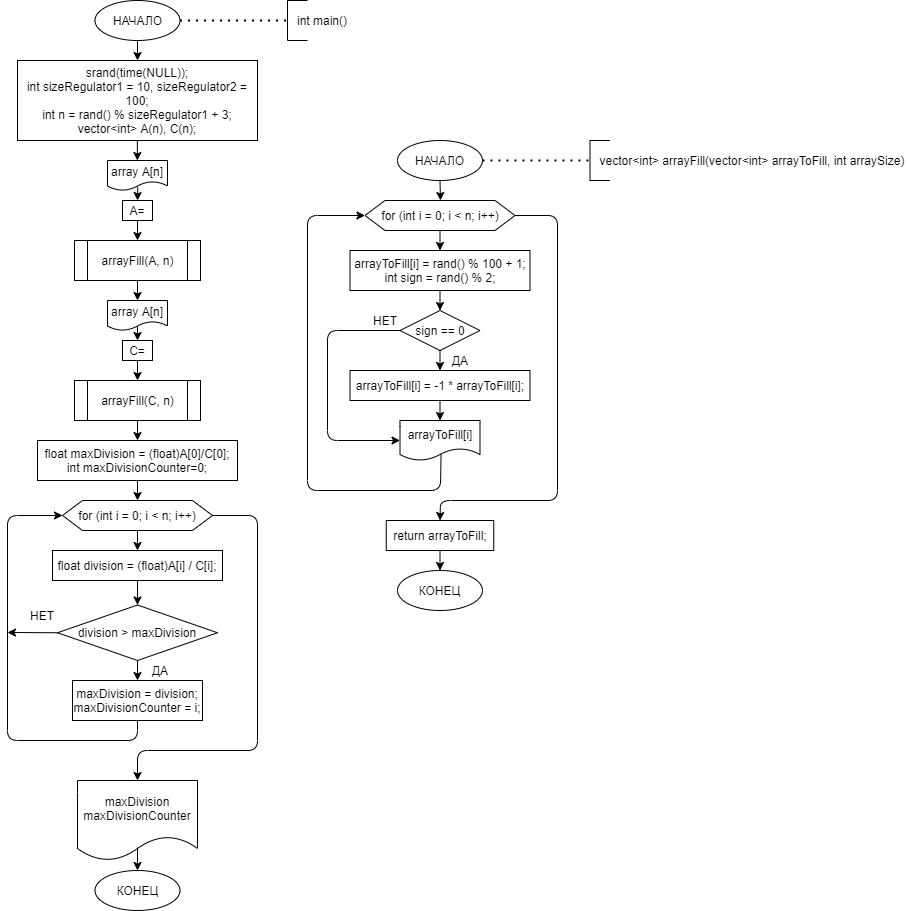 НАЧАЛО
int main()
srand(time(NULL));
int sizeRegulator1 = 10, sizeRegulator2 =
100;
int n = rand() % sizeRegulator1 + 3;
vector<int> A(n), C(n);
array A[n]
A=
arrayFill(A, n)
array A[n]
C=
arrayFill(C, n)
float maxDivision = (float)A[0]/C[0];
int maxDivisionCounter=0;
for (int i = 0; i < n; i++)
float division = (float)A[i] / C[i];
НЕТ
division > maxDivision
ДА
maxDivision = division;
maxDivisionCounter = i;
maxDivision
maxDivisionCounter
КОНЕЦ
НАЧАЛО
vector<int> arrayFill(vector<int> arrayToFill, int arraySize)
for (int i = 0; i < n; i++)
arrayToFill[i] = rand() % 100 + 1;
int sign = rand() % 2;
НЕТ
sign == 0
ДА
arrayToFill[i] = -1 * arrayToFill[i];
arrayToFill[i]
return arrayToFill;
КОНЕЦ